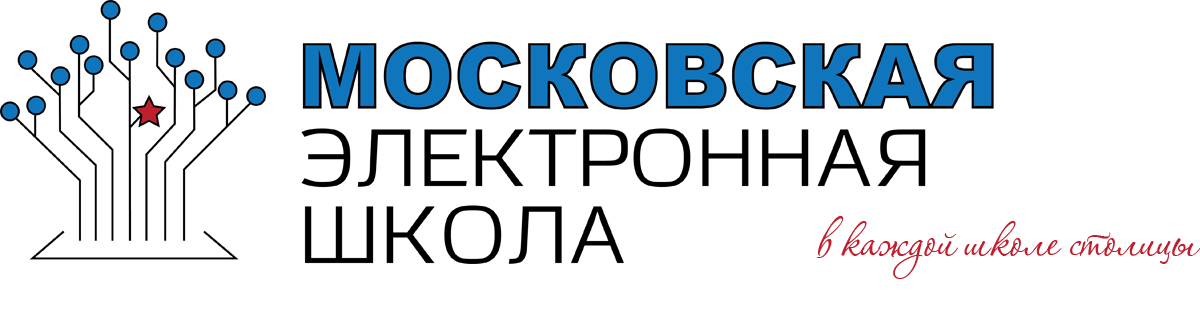 МОСКОВСКАЯ
ЭЛЕКТРОННАЯ
ШКОЛА
в каждой школе столицы